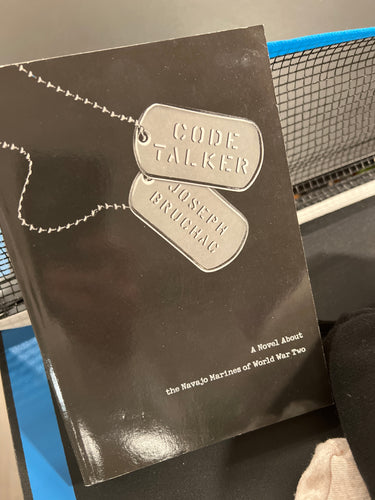 CODE
TALKER
JOSEPH
BRUCHAC
A Novel About
the Navajo Marines of World War Two